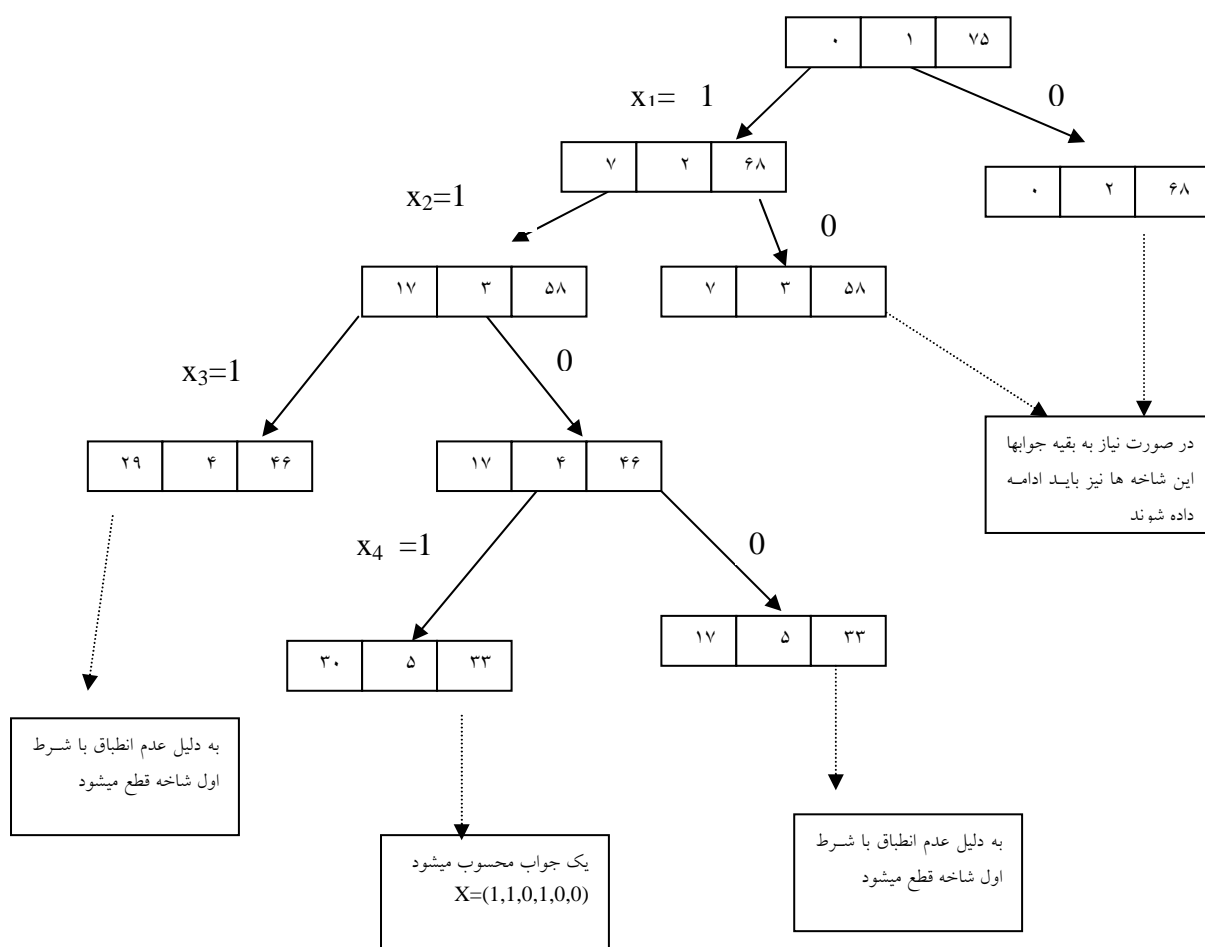 ۰ ۱ ۷۵
x₁= 1
0
۷ ۲ ۶۸
۰ ۲ ۶۸
x₂=1
0
۱۷ ۳ ۵۸
۷ ۳ ۵۸
x₃=1
0
۲۹ ۴ ۴۶
۱۷ ۴ ۴۶
در صورت نیاز به بقیه جوابها
این شاخه ها نیز باید ادامه
داده شوند
x₄ =1
0
۳۰ ۵ ۳۳
۱۷ ۵ ۳۳
به دلیل عدم انطباق با شرط
اول شاخه قطع میشود
یک جواب محسوب میشود
X=(1,1,0,1,0,0)
به دلیل عدم انطباق با شرط
اول شاخه قطع میشود